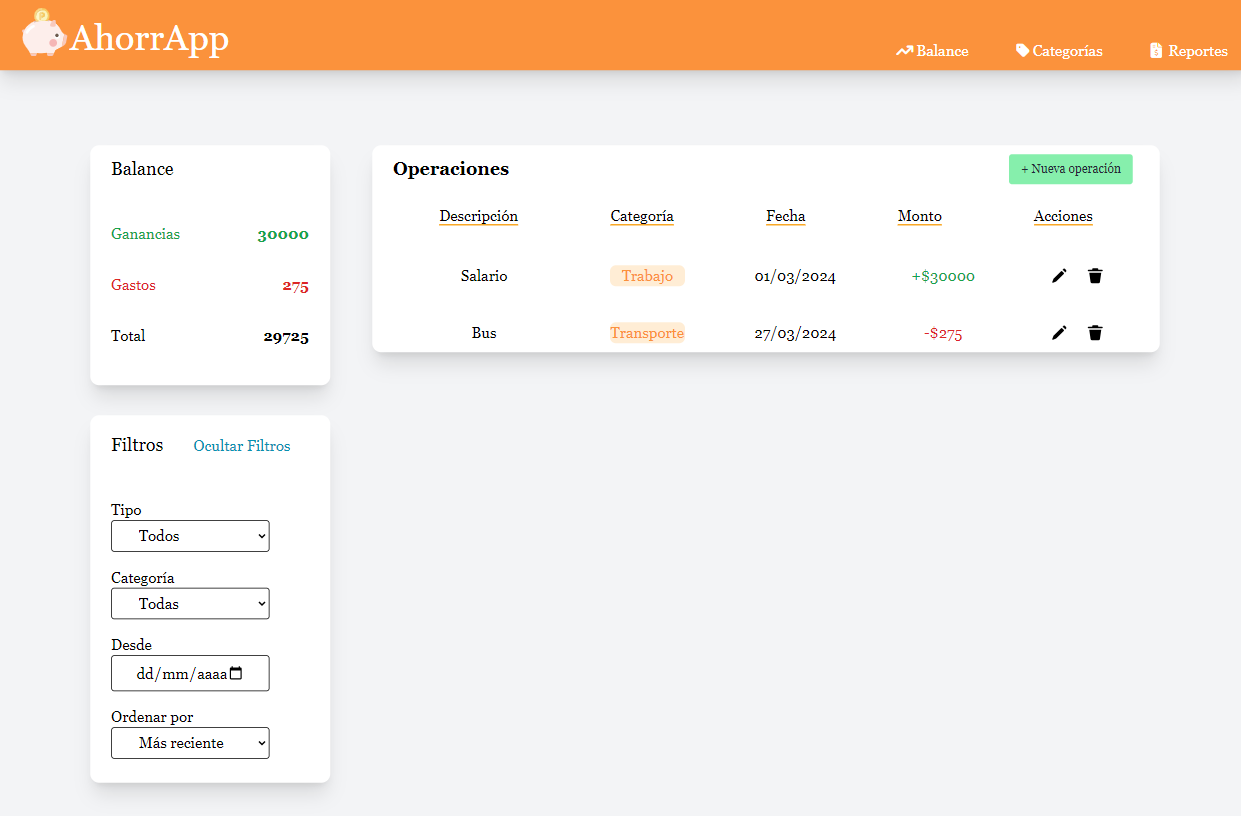 AhorrApp
Balance Categorías Reportes
Balance
Ganancias 30000
Gastos 275
Total 29725
Operaciones + Nueva operación
Descripción Categoría Fecha Monto Acciones
Salario Trabajo 01/03/2024 +$30000
Bus Transporte 27/03/2024 -$275
Filtros Ocultar Filtros
Tipo
Todos
Categoría
Todas
Desde
dd/mm/aaaa
Ordenar por
Más reciente